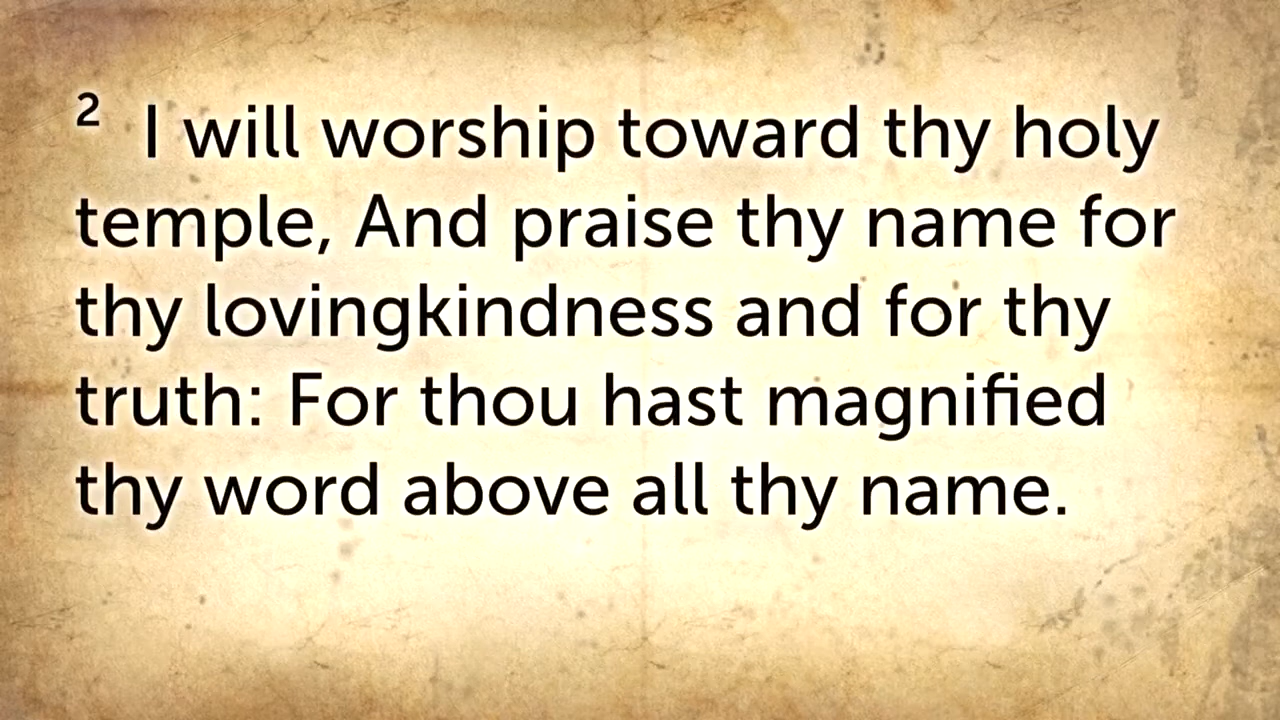 2 I will worship toward thy holy
temple, And praise thy name for
thy lovingkindness and for thy
truth: For thou hast magnified
thy word above all thy name.